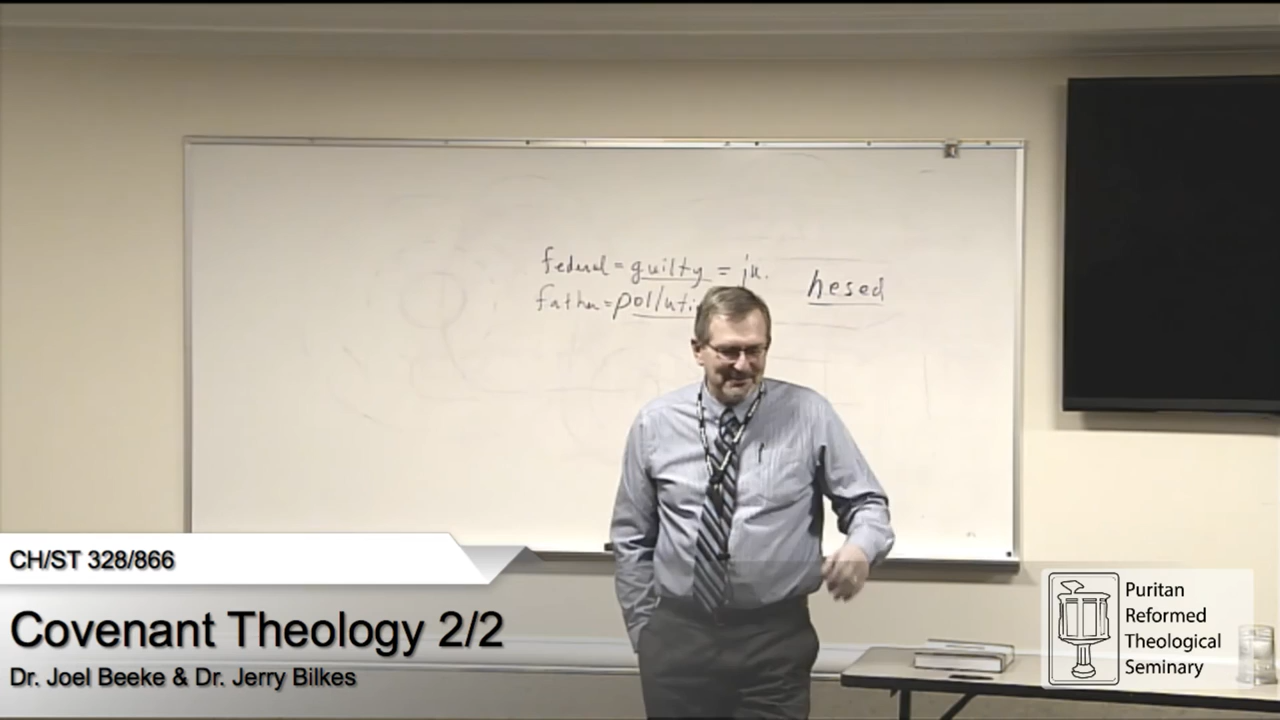 federal = guilty = ju.
father = polluti
hesed
CH/ST 328/866
Covenant Theology 2/2
Dr. Joel Beeke & Dr. Jerry Bilkes
Puritan
Reformed
Theological
Seminary